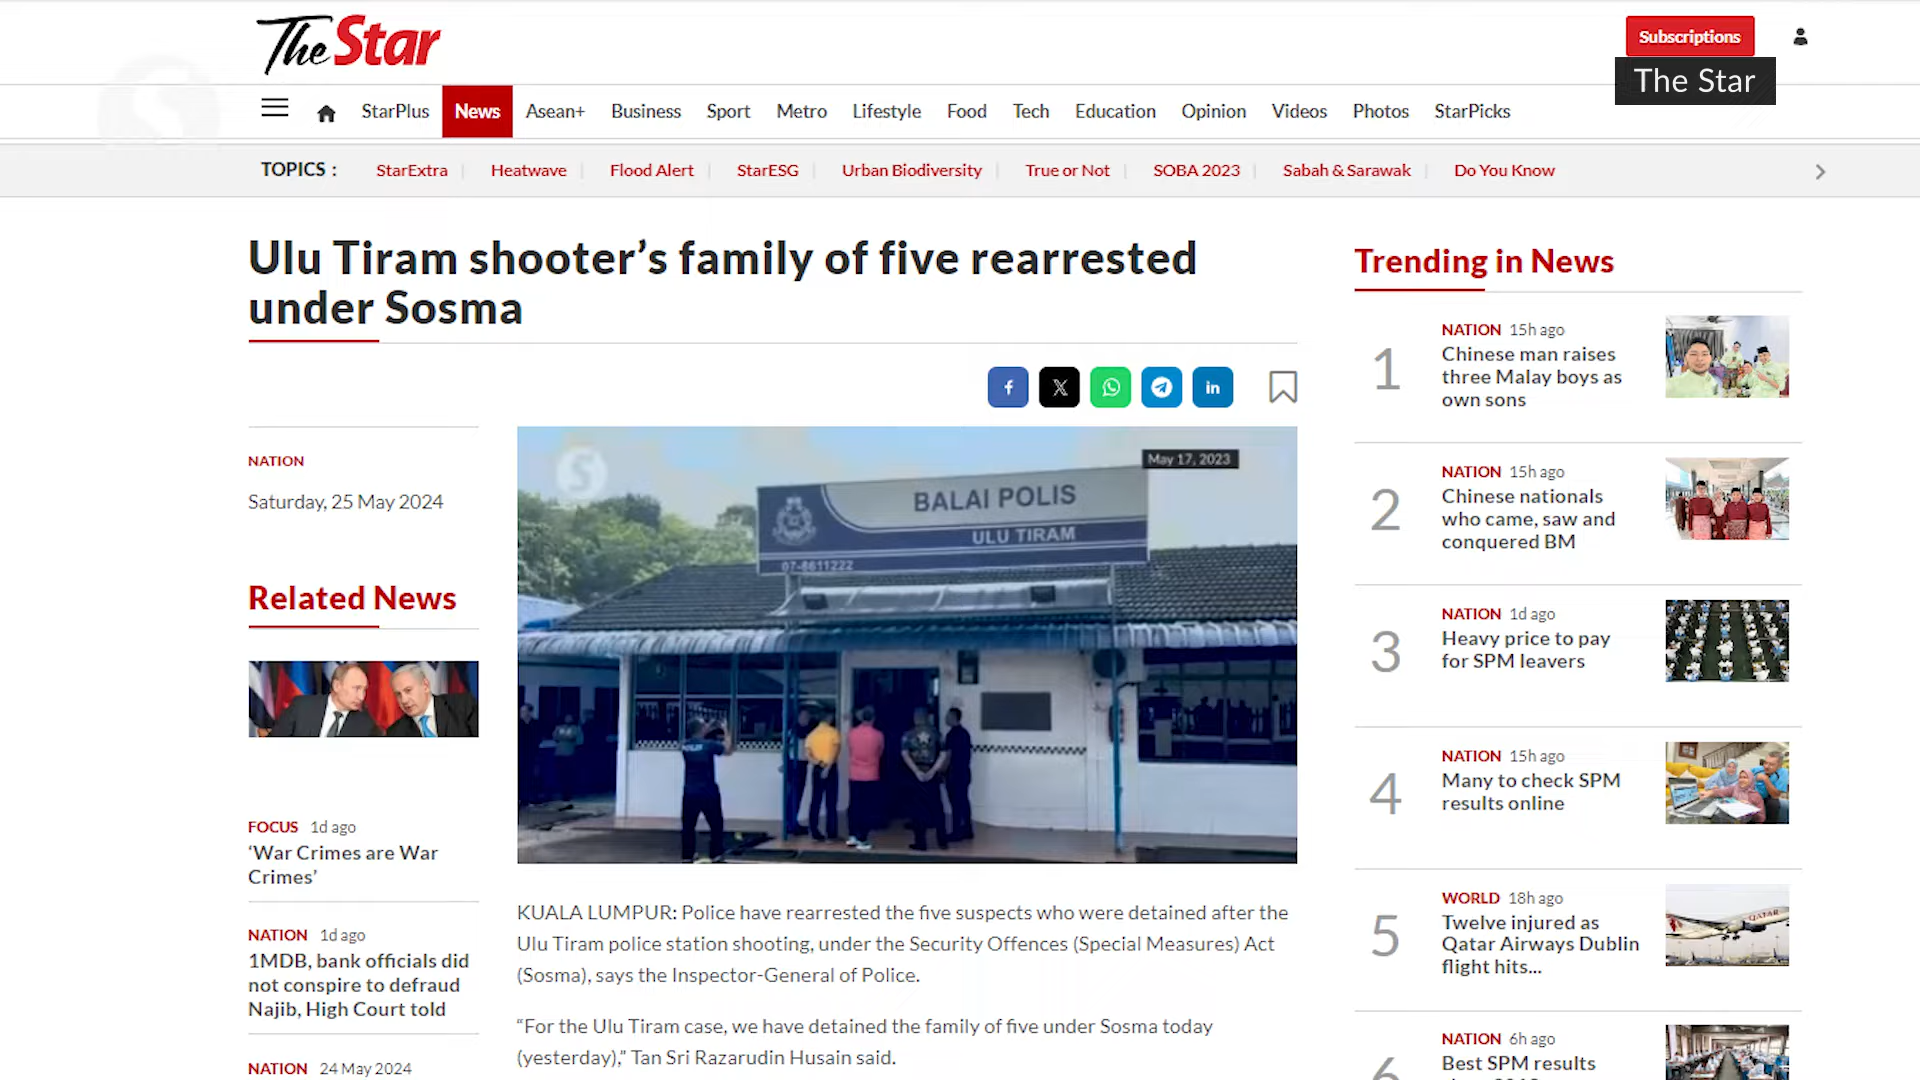 The Star
Subscriptions
The Star
StarPlus News Asean+ Business Sport Metro Lifestyle Food Tech Education Opinion Videos Photos StarPicks
TOPICS : StarExtra | Heatwave | Flood Alert | StarESG | Urban Biodiversity | True or Not | SOBA 2023 | Sabah & Sarawak | Do You Know
Ulu Tiram shooter’s family of five rearrested
under Sosma
NATION
Saturday, 25 May 2024
Related News
FOCUS 1d ago
‘War Crimes are War
Crimes’
NATION 1d ago
1MDB, bank officials did
not conspire to defraud
Najib, High Court told
NATION 24 May 2024
May 17, 2023
BALAI POLIS
ULU TIRAM
07-8611222
KUALA LUMPUR: Police have rearrested the five suspects who were detained after the
Ulu Tiram police station shooting, under the Security Offences (Special Measures) Act
(Sosma), says the Inspector-General of Police.
“For the Ulu Tiram case, we have detained the family of five under Sosma today
(yesterday),” Tan Sri Razarudin Husain said.
Trending in News
1
NATION 15h ago
Chinese man raises
three Malay boys as
own sons
2
NATION 15h ago
Chinese nationals
who came, saw and
conquered BM
3
NATION 1d ago
Heavy price to pay
for SPM leavers
4
NATION 15h ago
Many to check SPM
results online
5
WORLD 18h ago
Twelve injured as
Qatar Airways Dublin
flight hits...
6
NATION 6h ago
Best SPM results